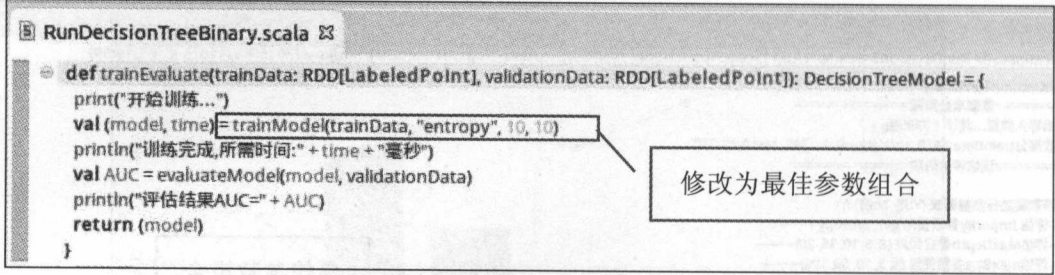 RunDecisionTreeBinary.scala
def trainEvaluate(trainData: RDD[LabeledPoint], validationData: RDD[LabeledPoint]): DecisionTreeModel = {
print("开始训练...")
val (model, time) = trainModel(trainData, "entropy", 10, 10)
println("训练完成,所需时间:" + time + "毫秒")
val AUC = evaluateModel(model, validationData)
println("评估结果AUC=" + AUC)
return (model)
}
修改为最佳参数组合